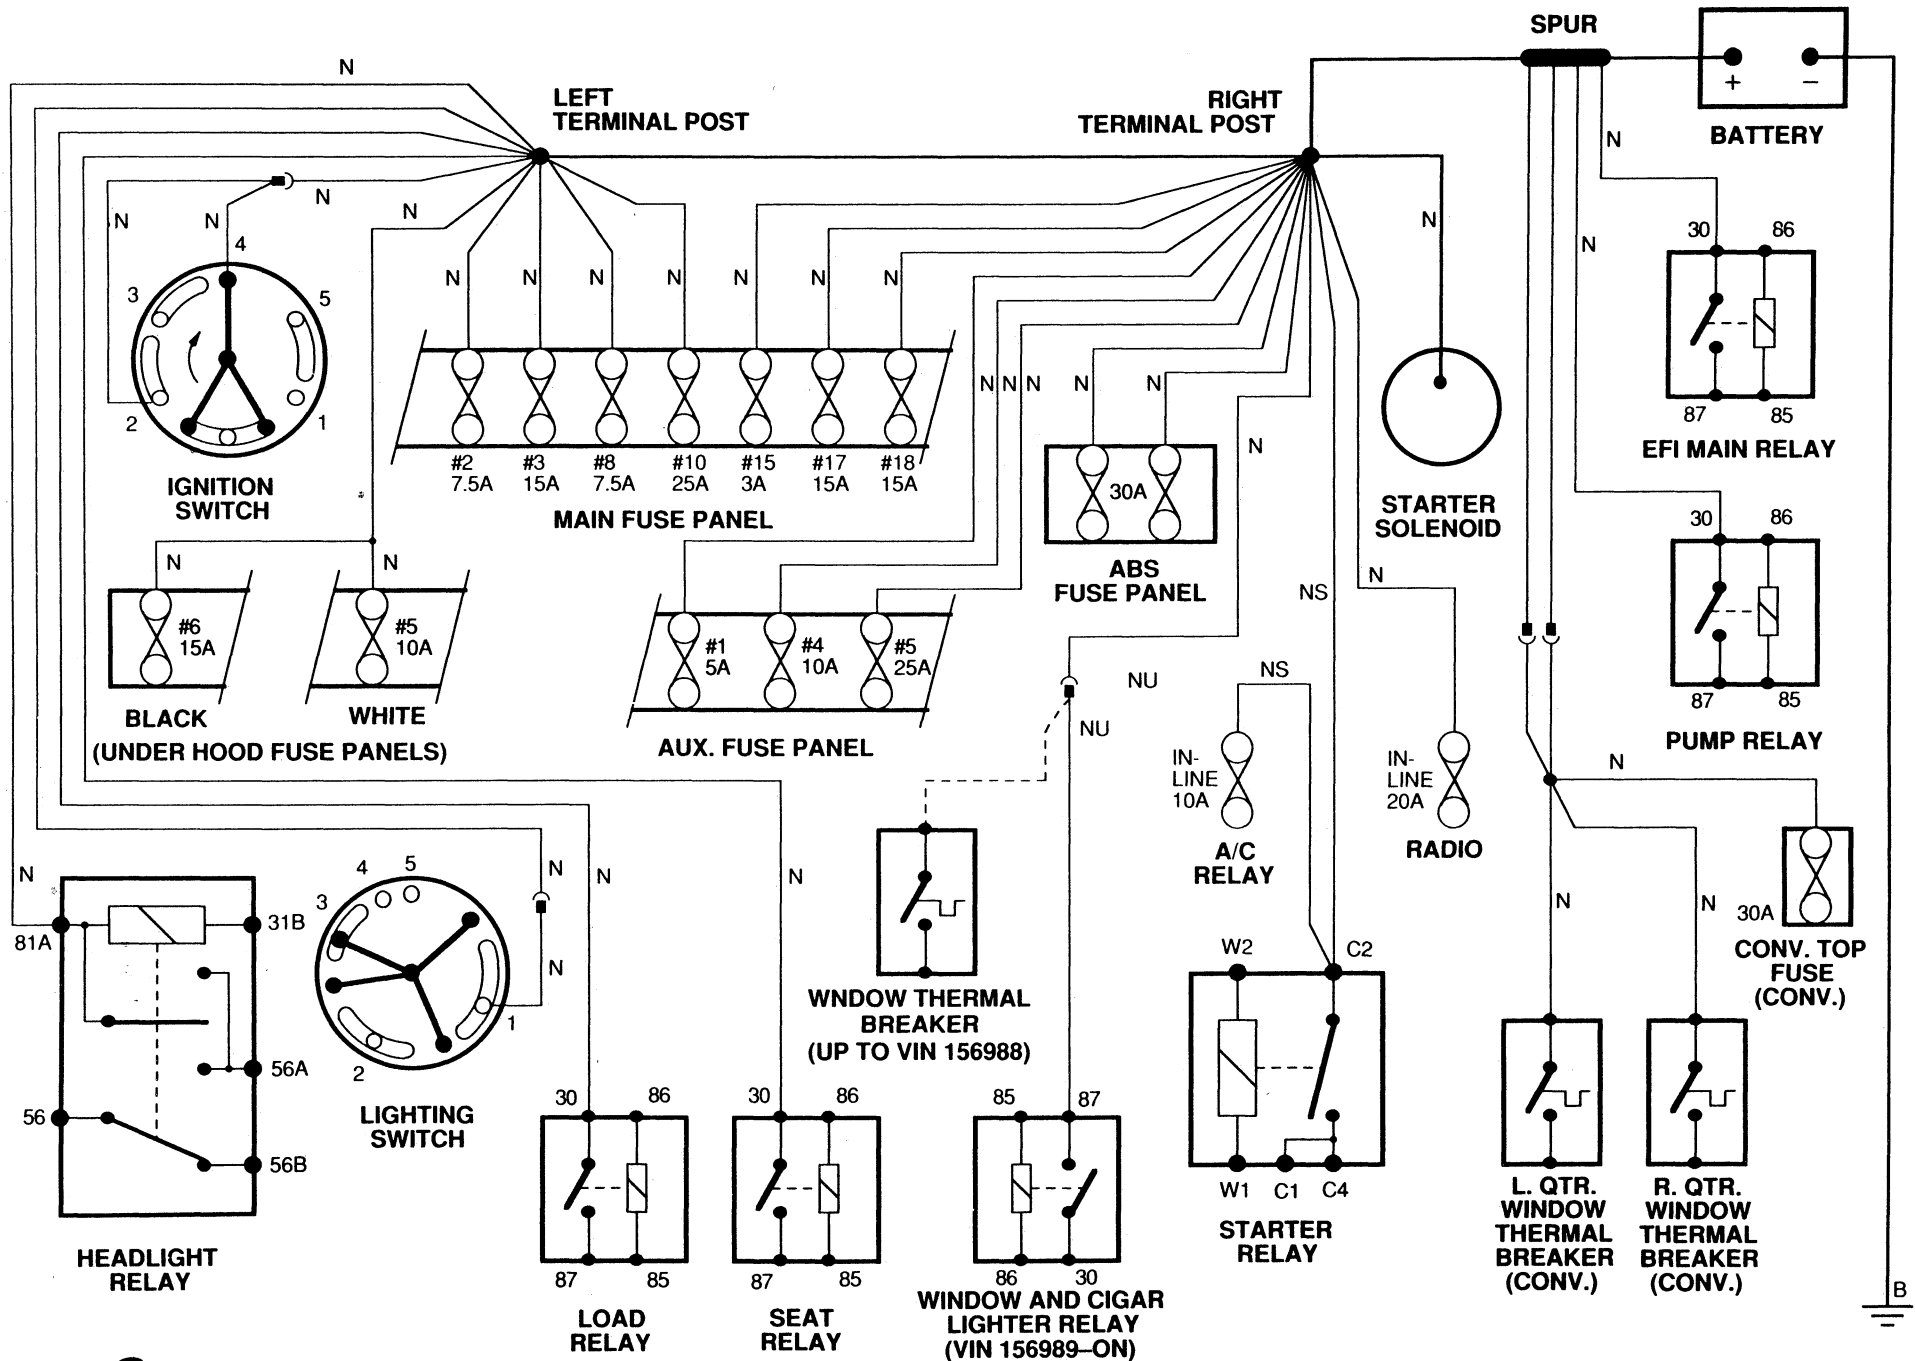 SPUR
+ −
BATTERY
N
LEFT
TERMINAL POST
RIGHT
TERMINAL POST
N
N
N
N
N
N
N
N
4
3
5
2
1
IGNITION
SWITCH
N
N
N
N
N
N
N
#2
7.5A
#3
15A
#8
7.5A
#10
25A
#15
3A
#17
15A
#18
15A
MAIN FUSE PANEL
N N N
N
N
30A
ABS
FUSE PANEL
N
STARTER
SOLENOID
30
86
87
85
EFI MAIN RELAY
30
86
87
85
PUMP RELAY
N
N
#6
15A
#5
10A
BLACK
WHITE
(UNDER HOOD FUSE PANELS)
#1
5A
#4
10A
#5
25A
AUX. FUSE PANEL
NU
NU
NS
NS
N
IN-
LINE
10A
A/C
RELAY
IN-
LINE
20A
RADIO
N
N
N
30A
CONV. TOP
FUSE
(CONV.)
N
81A
31B
56A
56
56B
HEADLIGHT
RELAY
4
5
3
2
1
LIGHTING
SWITCH
N
N
N
N
WNDOW THERMAL
BREAKER
(UP TO VIN 156988)
30
86
87
85
LOAD
RELAY
30
86
87
85
SEAT
RELAY
85
87
86
30
WINDOW AND CIGAR
LIGHTER RELAY
(VIN 156989–ON)
W2
C2
W1
C1
C4
STARTER
RELAY
L. QTR.
WINDOW
THERMAL
BREAKER
(CONV.)
R. QTR.
WINDOW
THERMAL
BREAKER
(CONV.)
B